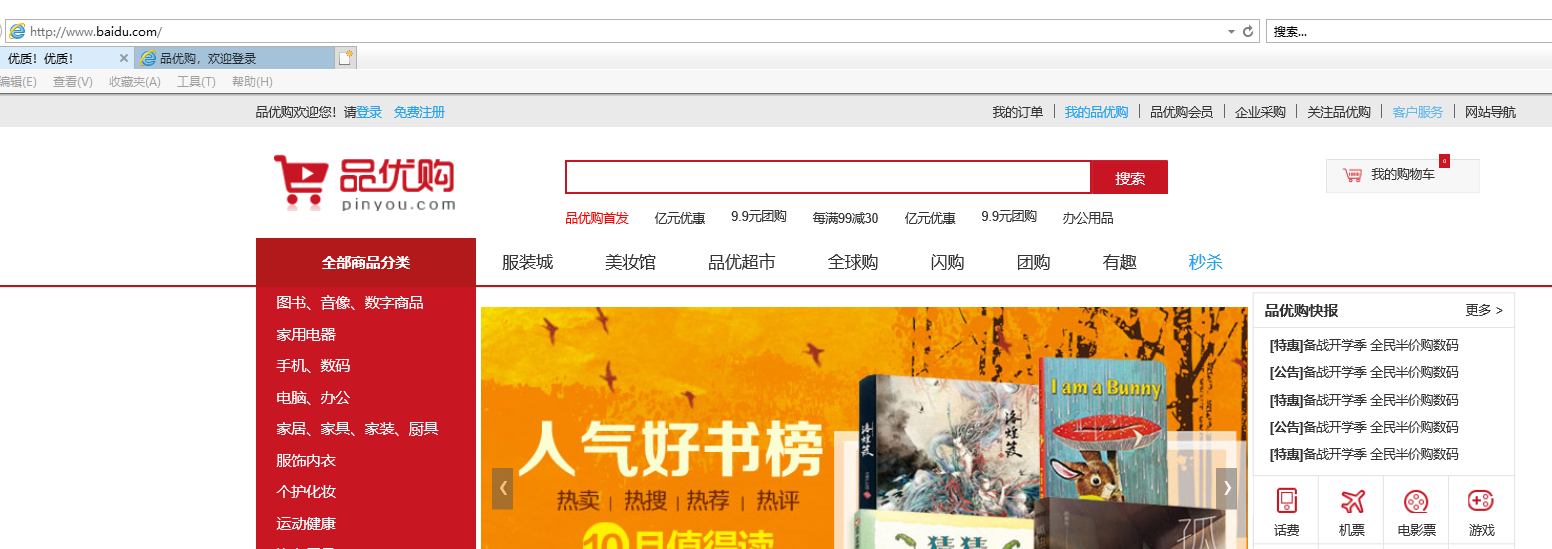 http://www.baidu.com/
搜索...
优质！优质！
品优购，欢迎登录
编辑(E) 查看(V) 收藏夹(A) 工具(T) 帮助(H)
品优购欢迎您！请登录 免费注册
我的订单 我的品优购 品优购会员 企业采购 关注品优购 客户服务 网站导航
品优购
pinyou.com
搜索
我的购物车
0
品优购首发 亿元优惠 9.9元团购 每满99减30 亿元优惠 9.9元团购 办公用品
全部商品分类 服装城 美妆馆 品优超市 全球购 闪购 团购 有趣 秒杀
图书、音像、数字商品
家用电器
手机、数码
电脑、办公
家居、家具、家装、厨具
服饰内衣
个护化妆
运动健康
人气好书榜
热卖 | 热搜 | 热荐 | 热评
10月值得读
洛煌笈
洛煌笈
I am a Bunny
猜猜
孤
品优购快报 更多 >
[特惠]备战开学季 全民半价购数码
[公告]备战开学季 全民半价购数码
[特惠]备战开学季 全民半价购数码
[公告]备战开学季 全民半价购数码
[特惠]备战开学季 全民半价购数码
话费 机票 电影票 游戏